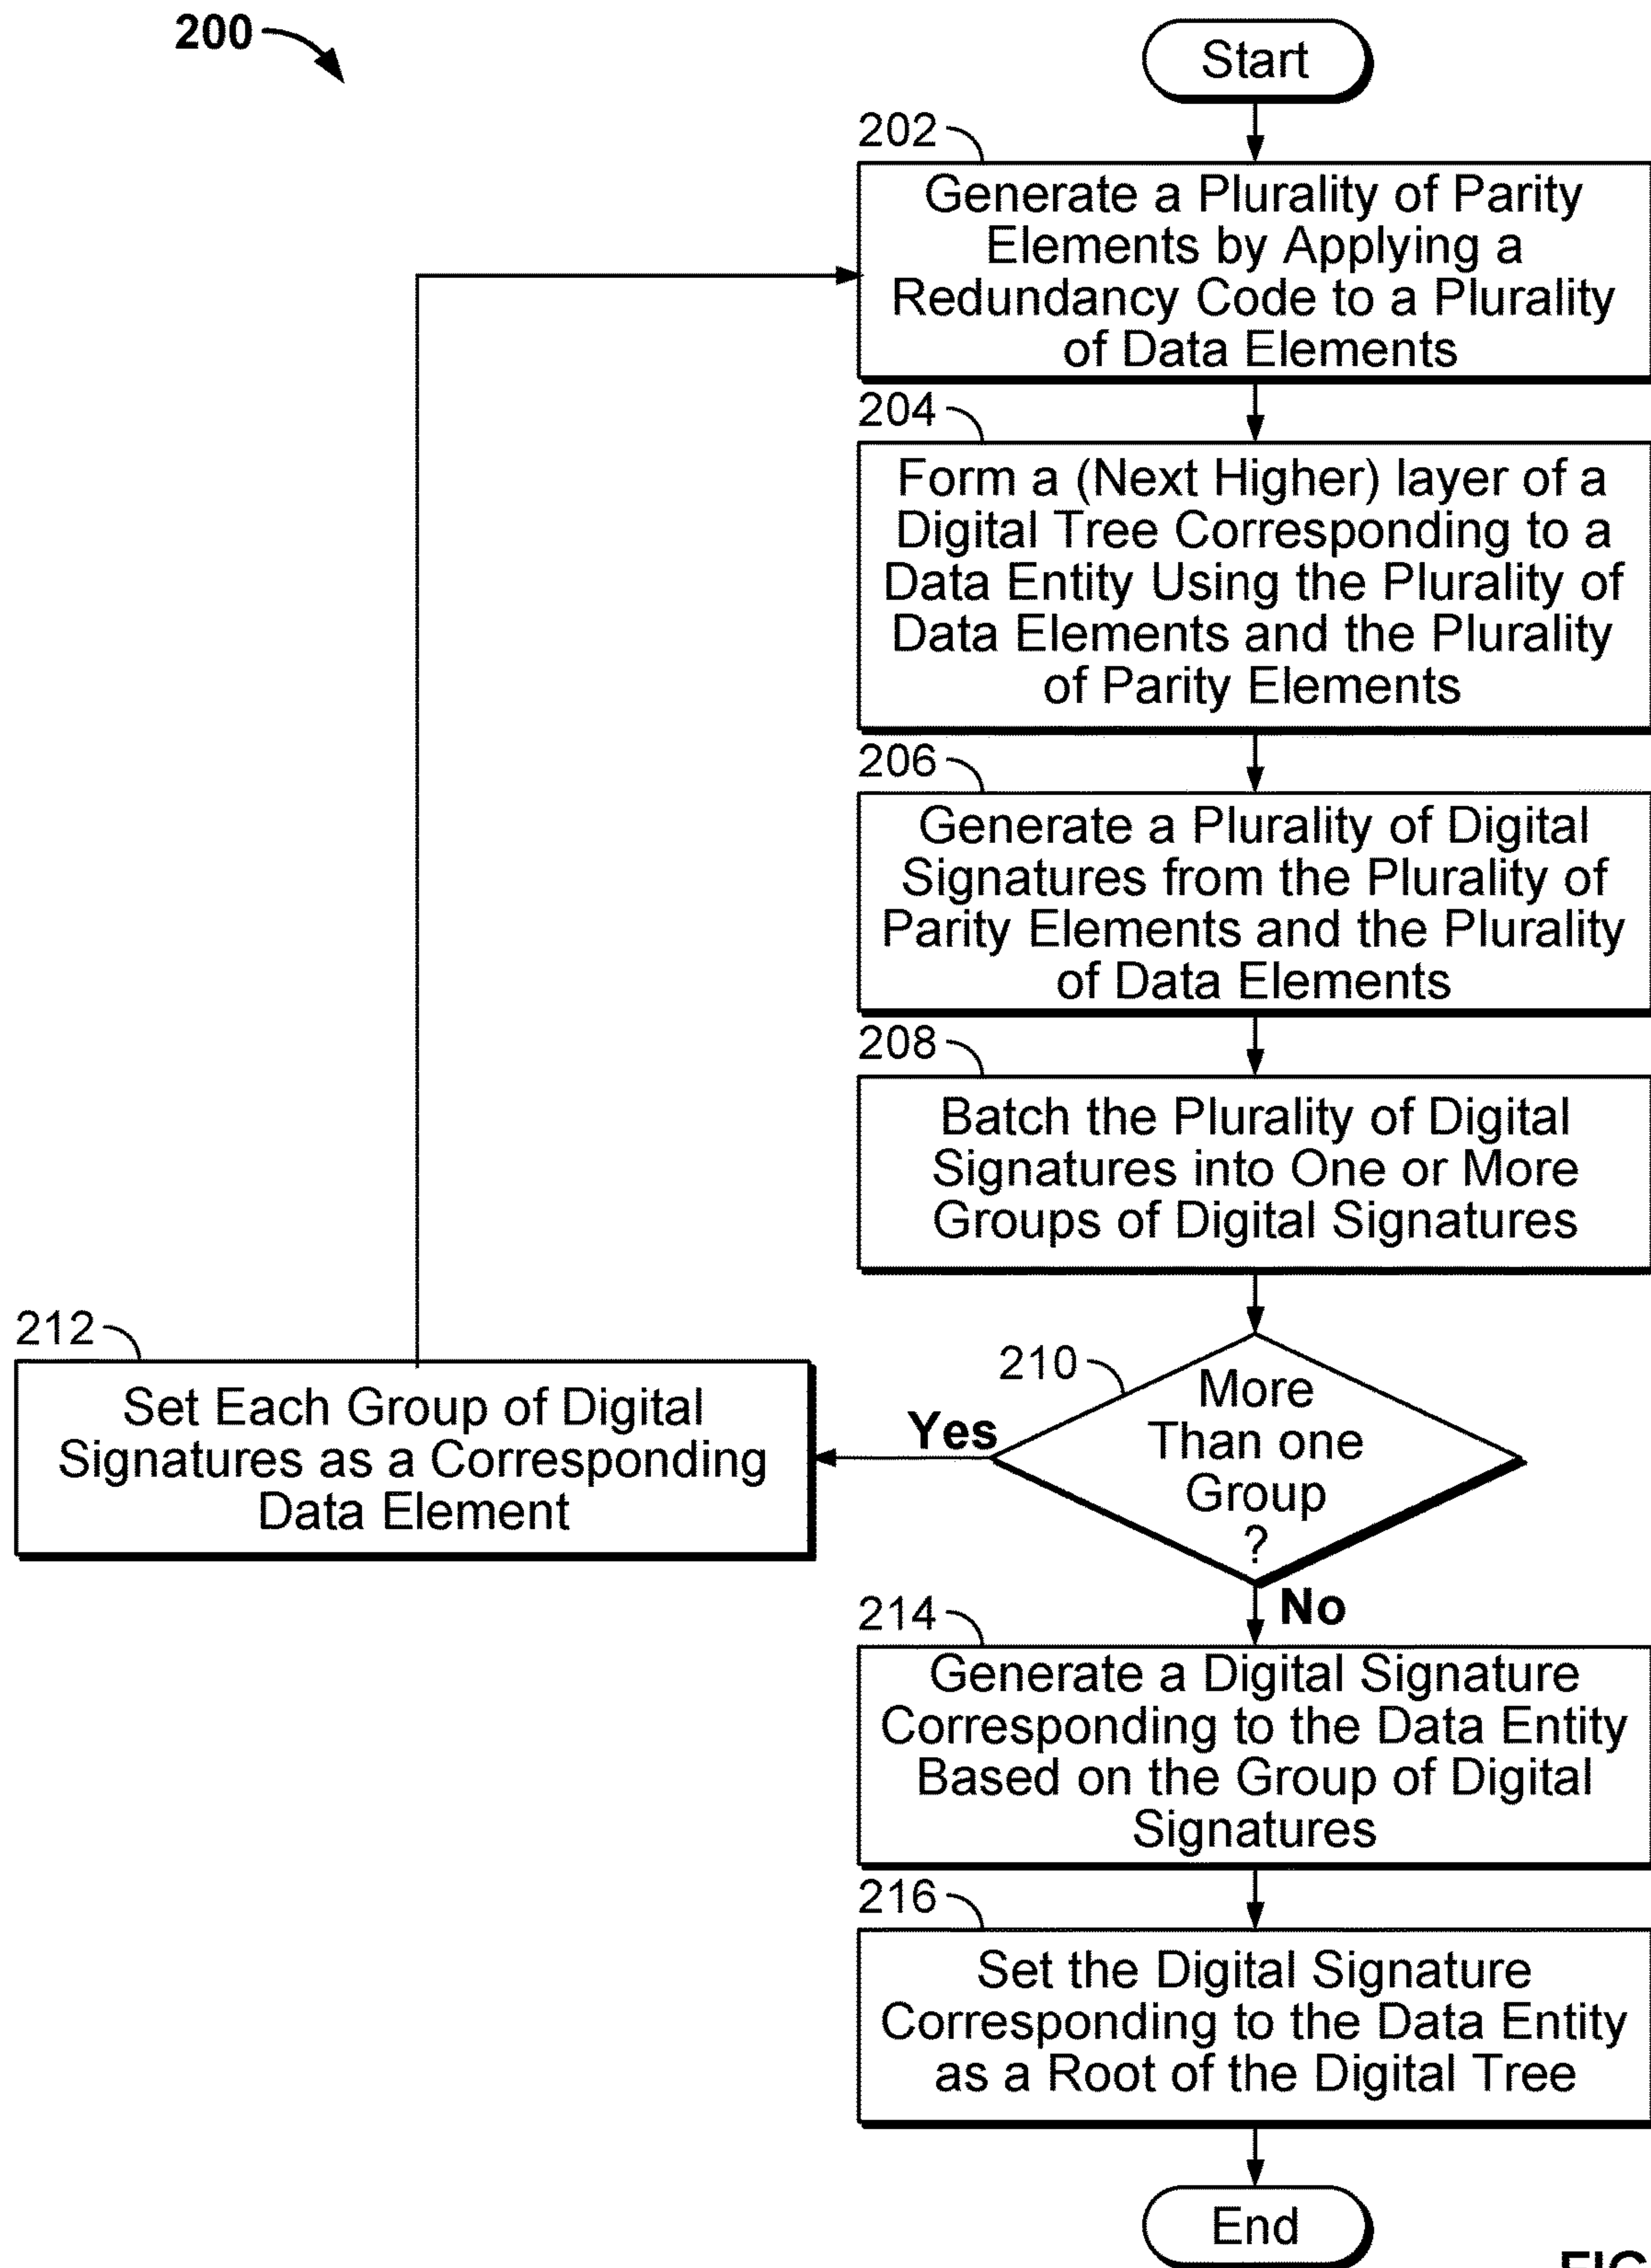 200
Start
202
Generate a Plurality of Parity
Elements by Applying a
Redundancy Code to a Plurality
of Data Elements
204
Form a (Next Higher) layer of a
Digital Tree Corresponding to a
Data Entity Using the Plurality of
Data Elements and the Plurality
of Parity Elements
206
Generate a Plurality of Digital
Signatures from the Plurality of
Parity Elements and the Plurality
of Data Elements
208
Batch the Plurality of Digital
Signatures into One or More
Groups of Digital Signatures
210
More
Than one
Group
?
Yes
212
Set Each Group of Digital
Signatures as a Corresponding
Data Element
No
214
Generate a Digital Signature
Corresponding to the Data Entity
Based on the Group of Digital
Signatures
216
Set the Digital Signature
Corresponding to the Data Entity
as a Root of the Digital Tree
End